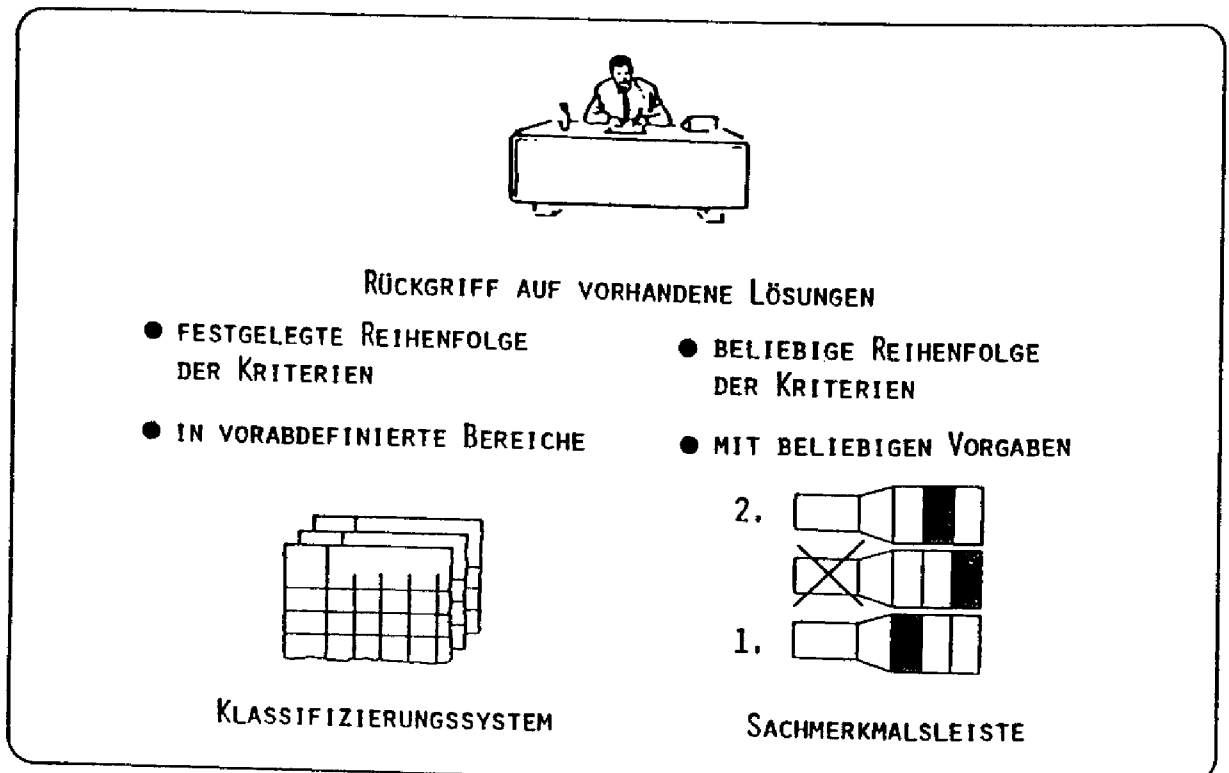 RÜCKGRIFF AUF VORHANDENE LÖSUNGEN
● FESTGELEGTE REIHENFOLGE
DER KRITERIEN
● IN VORABDEFINIERTE BEREICHE
KLASSIFIZIERUNGSSYSTEM
● BELIEBIGE REIHENFOLGE
DER KRITERIEN
● MIT BELIEBIGEN VORGABEN
2.
1.
SACHMERKMALSLEISTE